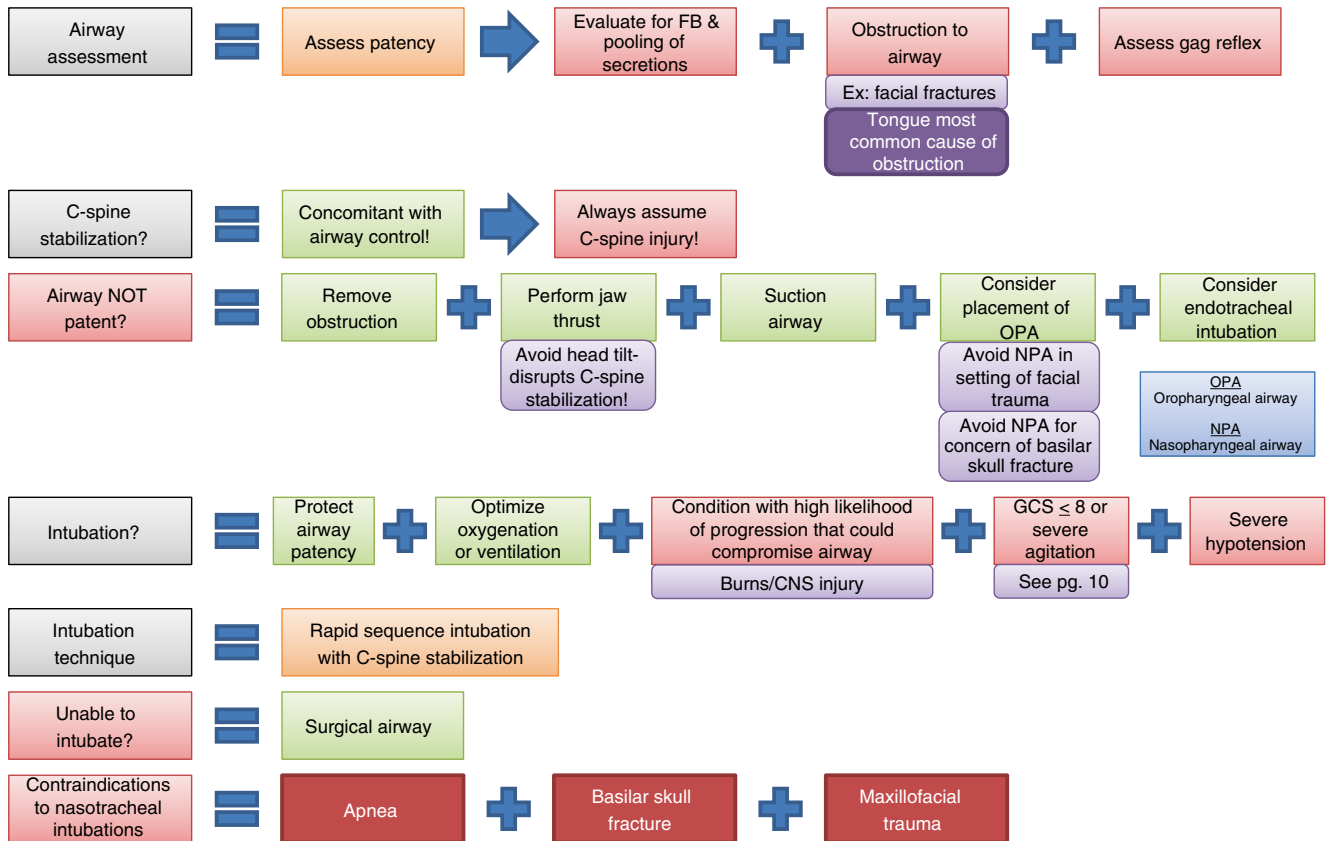 Airway
assessment
Assess patency
Evaluate for FB &
pooling of
secretions
Obstruction to
airway
Ex: facial fractures
Tongue most
common cause of
obstruction
Assess gag reflex
C-spine
stabilization?
Concomitant with
airway control!
Always assume
C-spine injury!
Airway NOT
patent?
Remove
obstruction
Perform jaw
thrust
Avoid head tilt-
disrupts C-spine
stabilization!
Suction
airway
Consider
placement of
OPA
Avoid NPA in
setting of facial
trauma
Avoid NPA for
concern of basilar
skull fracture
Consider
endotracheal
intubation
OPA
Oropharyngeal airway
NPA
Nasopharyngeal airway
Intubation?
Protect
airway
patency
Optimize
oxygenation
or ventilation
Condition with high likelihood
of progression that could
compromise airway
Burns/CNS injury
GCS ≤ 8 or
severe
agitation
See pg. 10
Severe
hypotension
Intubation
technique
Rapid sequence intubation
with C-spine stabilization
Unable to
intubate?
Surgical airway
Contraindications
to nasotracheal
intubations
Apnea
Basilar skull
fracture
Maxillofacial
trauma